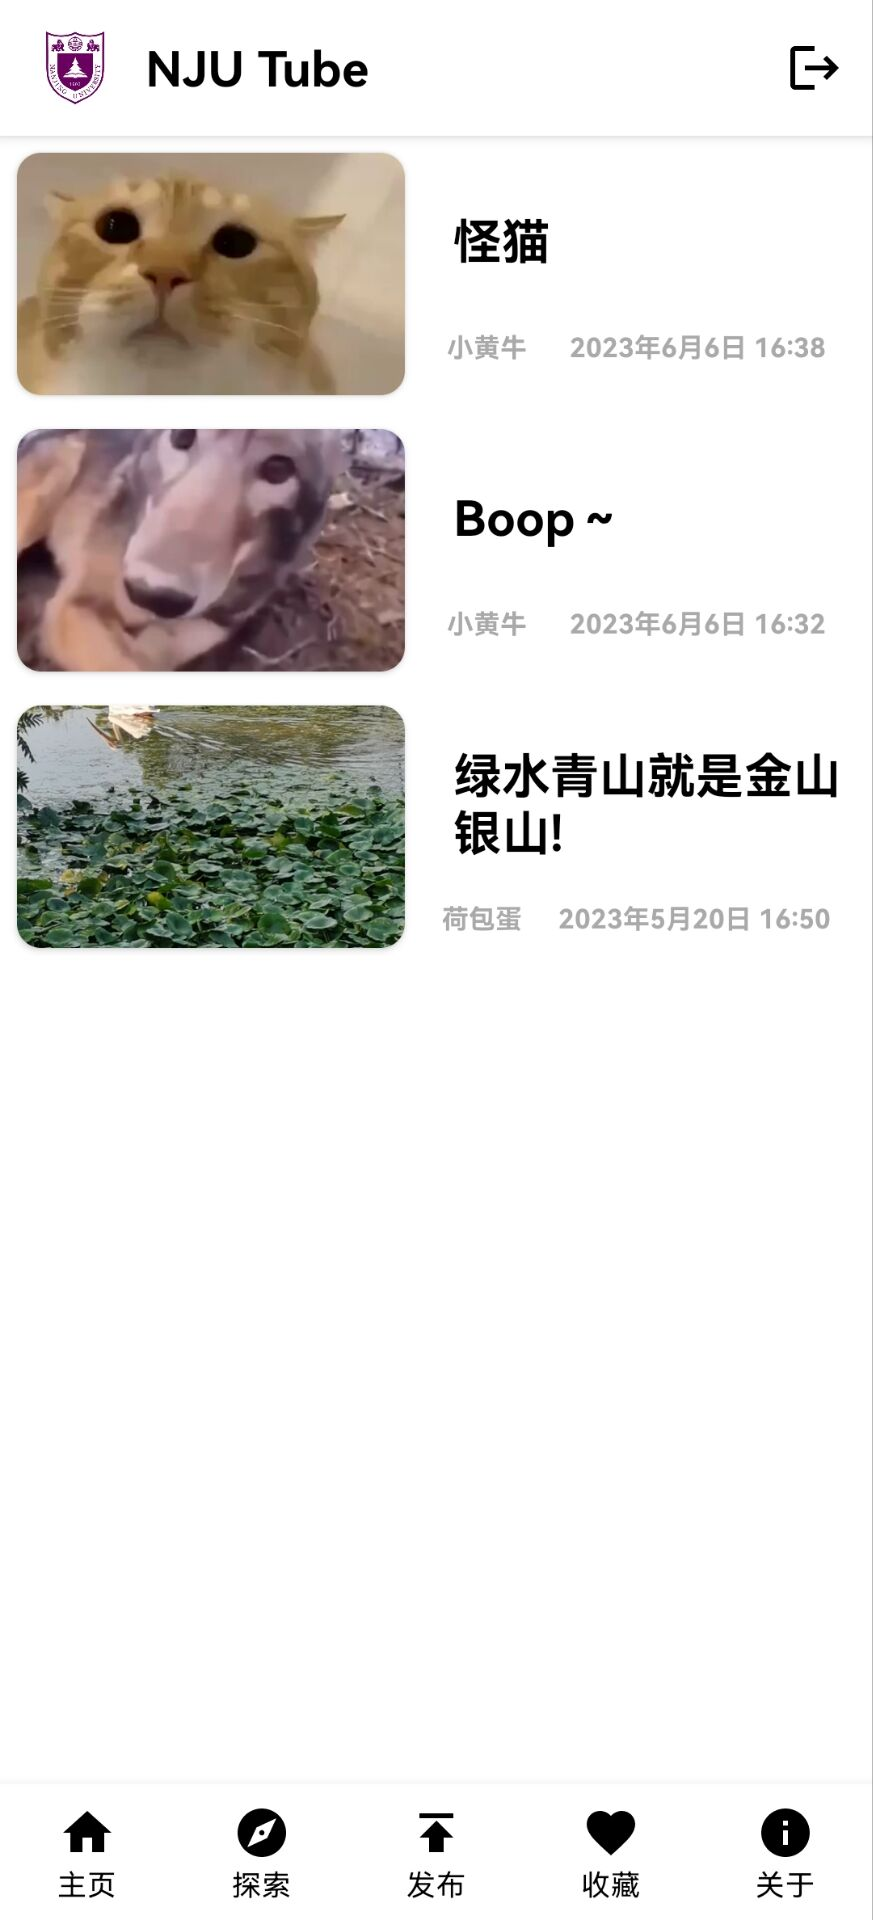 NANJING UNIVERSITY
1902
NJU Tube
怪猫
小黄牛 2023年6月6日 16:38
Boop ~
小黄牛 2023年6月6日 16:32
绿水青山就是金山
银山!
荷包蛋 2023年5月20日 16:50
主页 探索 发布 收藏 关于